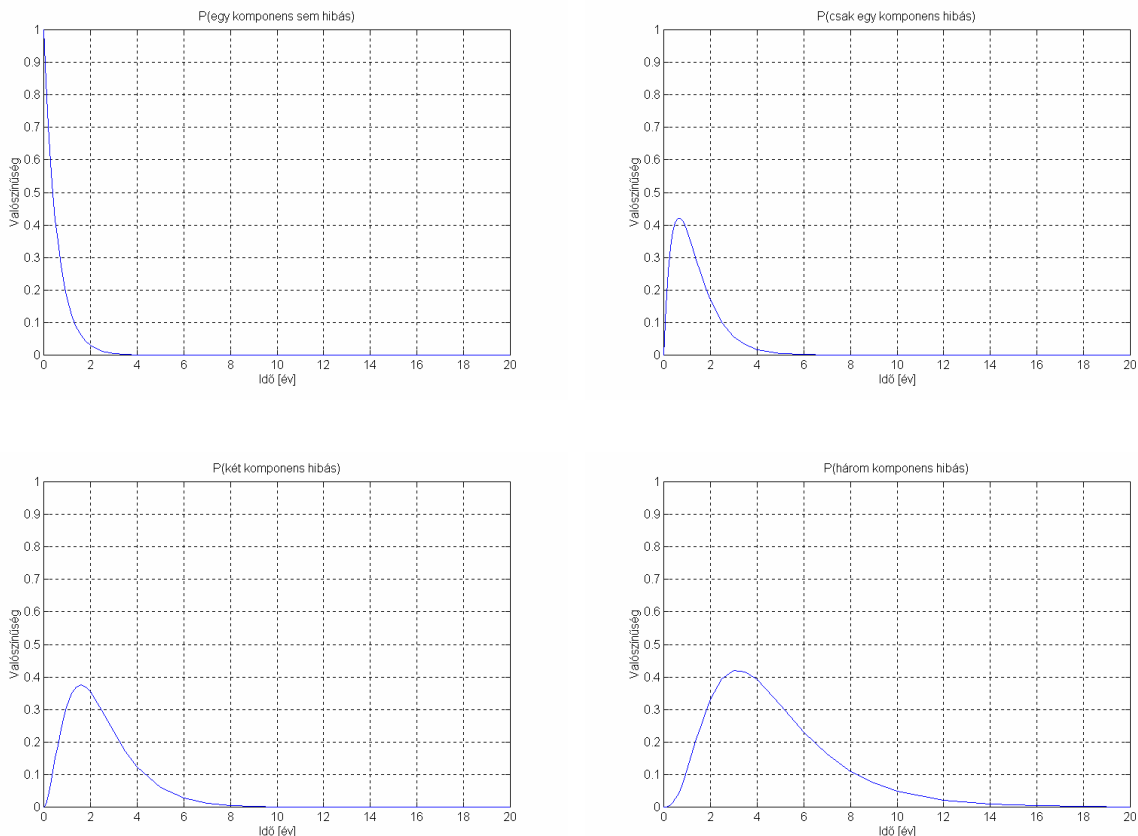 P(egy komponens sem hibás)
1
0.9
0.8
0.7
0.6
0.5
0.4
0.3
0.2
0.1
0
Valószínűség
0 2 4 6 8 10 12 14 16 18 20
Idő [év]
P(csak egy komponens hibás)
1
0.9
0.8
0.7
0.6
0.5
0.4
0.3
0.2
0.1
0
Valószínűség
0 2 4 6 8 10 12 14 16 18 20
Idő [év]
P(két komponens hibás)
1
0.9
0.8
0.7
0.6
0.5
0.4
0.3
0.2
0.1
0
Valószínűség
0 2 4 6 8 10 12 14 16 18 20
Idő [év]
P(három komponens hibás)
1
0.9
0.8
0.7
0.6
0.5
0.4
0.3
0.2
0.1
0
Valószínűség
0 2 4 6 8 10 12 14 16 18 20
Idő [év]